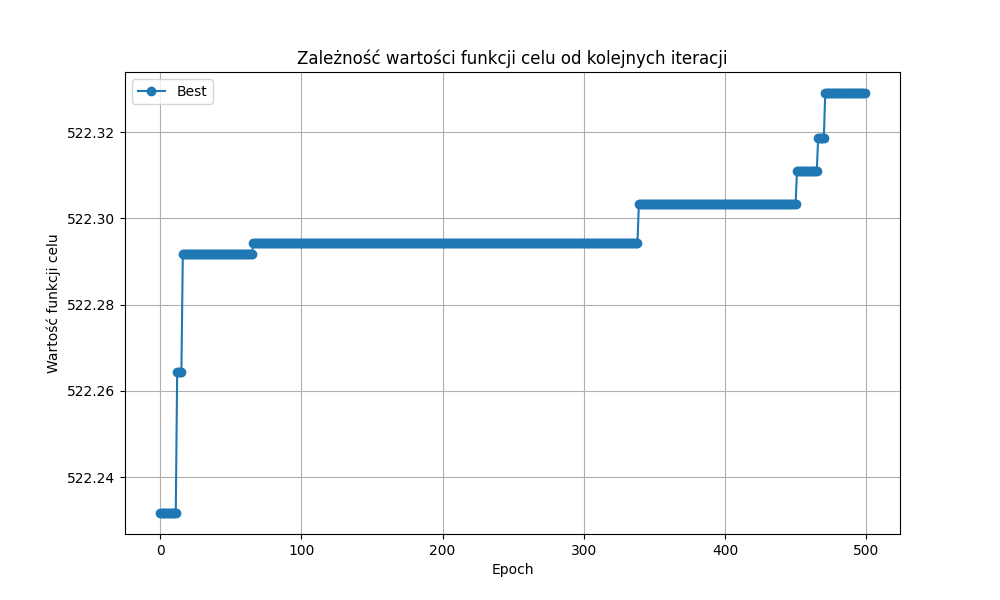 Zależność wartości funkcji celu od kolejnych iteracji
Best
Wartość funkcji celu
522.32
522.30
522.28
522.26
522.24
0 100 200 300 400 500
Epoch